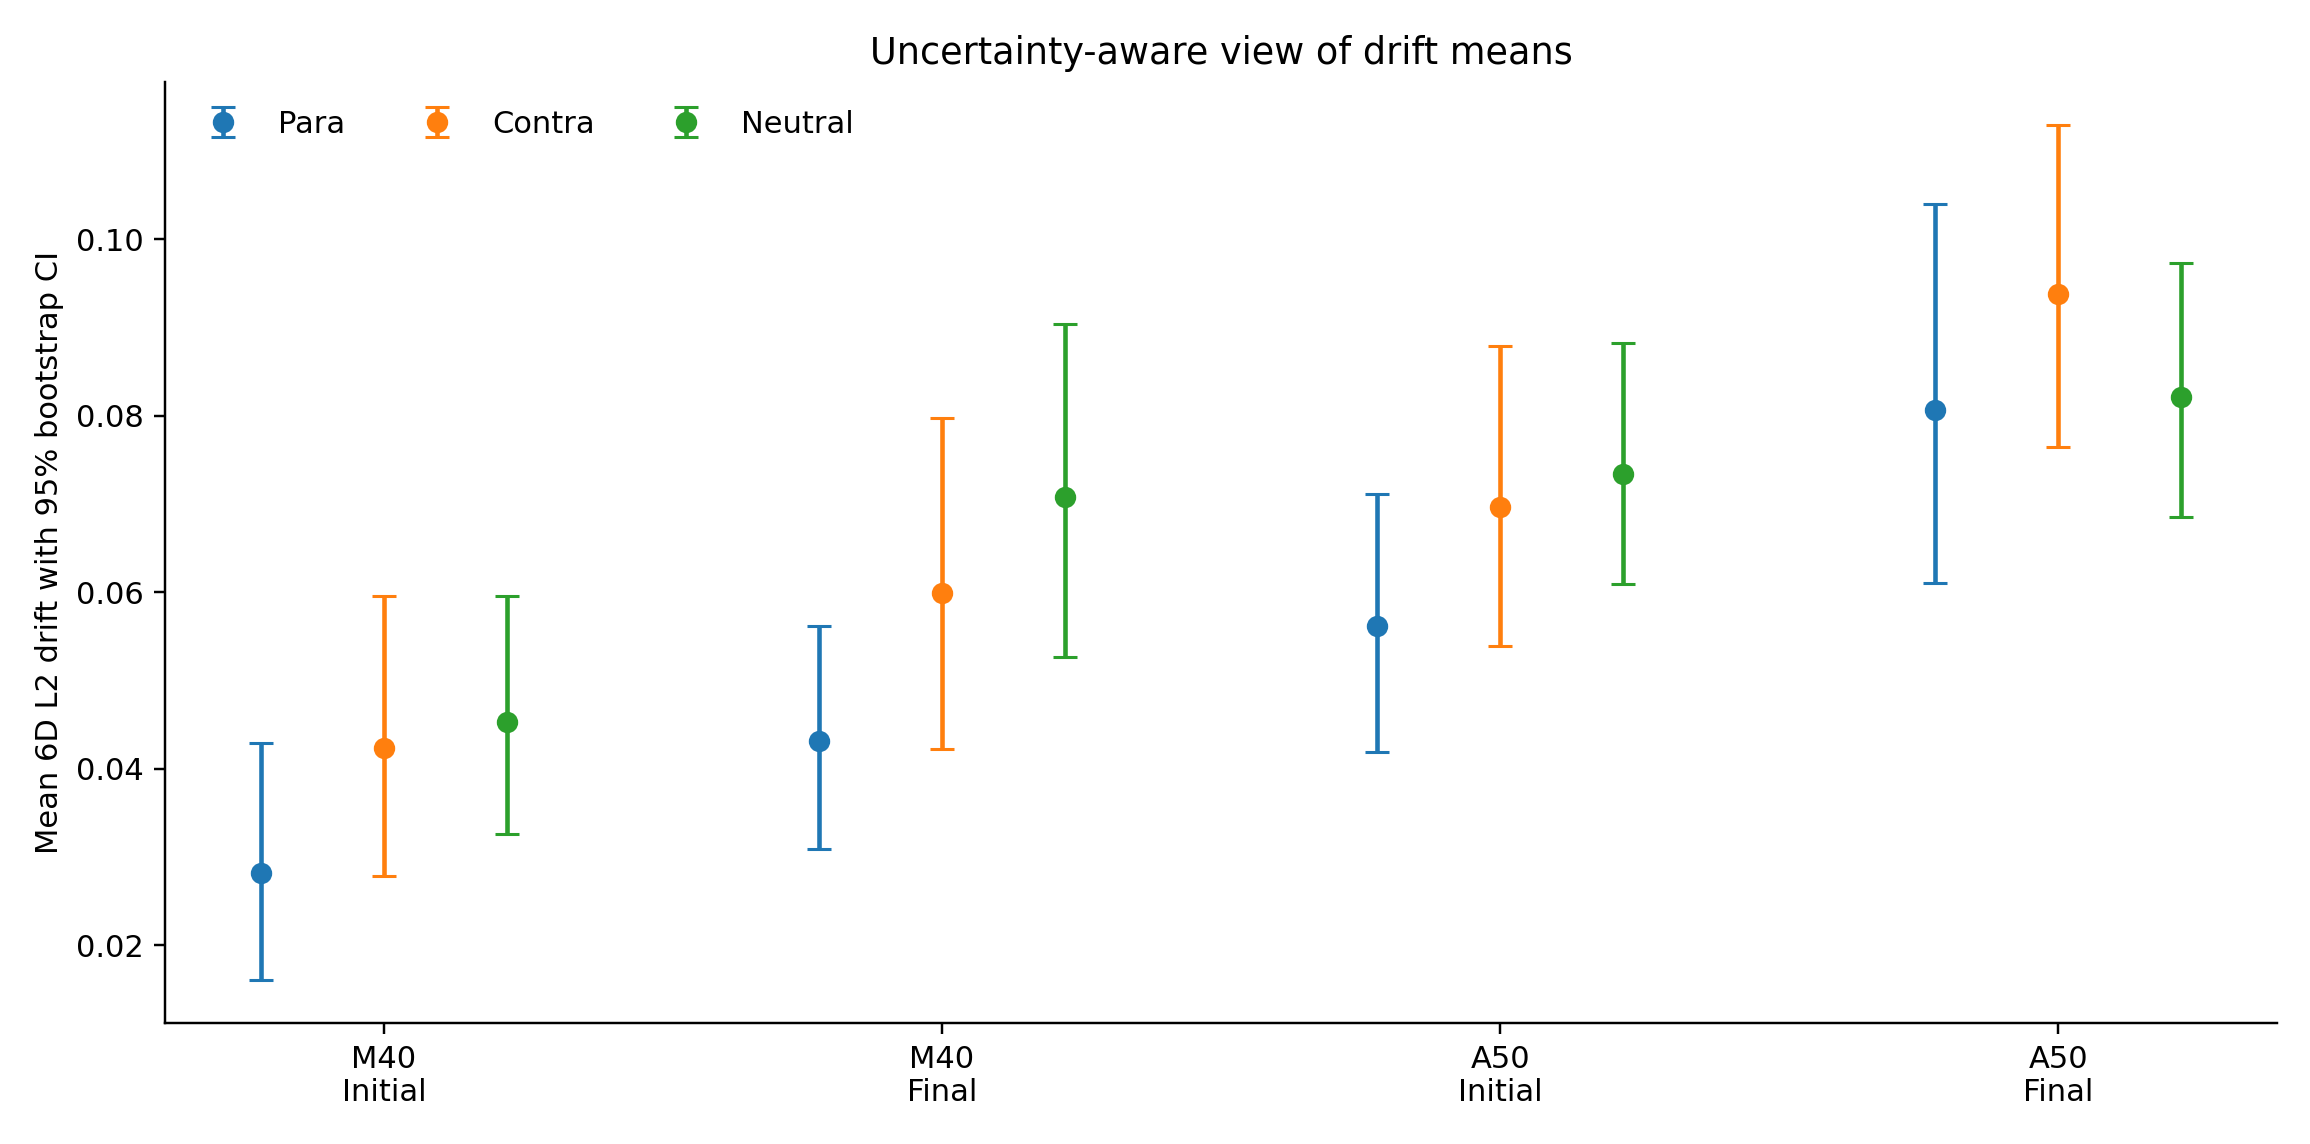 Uncertainty-aware view of drift means
Para
Contra
Neutral
Mean 6D L2 drift with 95% bootstrap CI
0.10
0.08
0.06
0.04
0.02
M40
Initial
M40
Final
A50
Initial
A50
Final